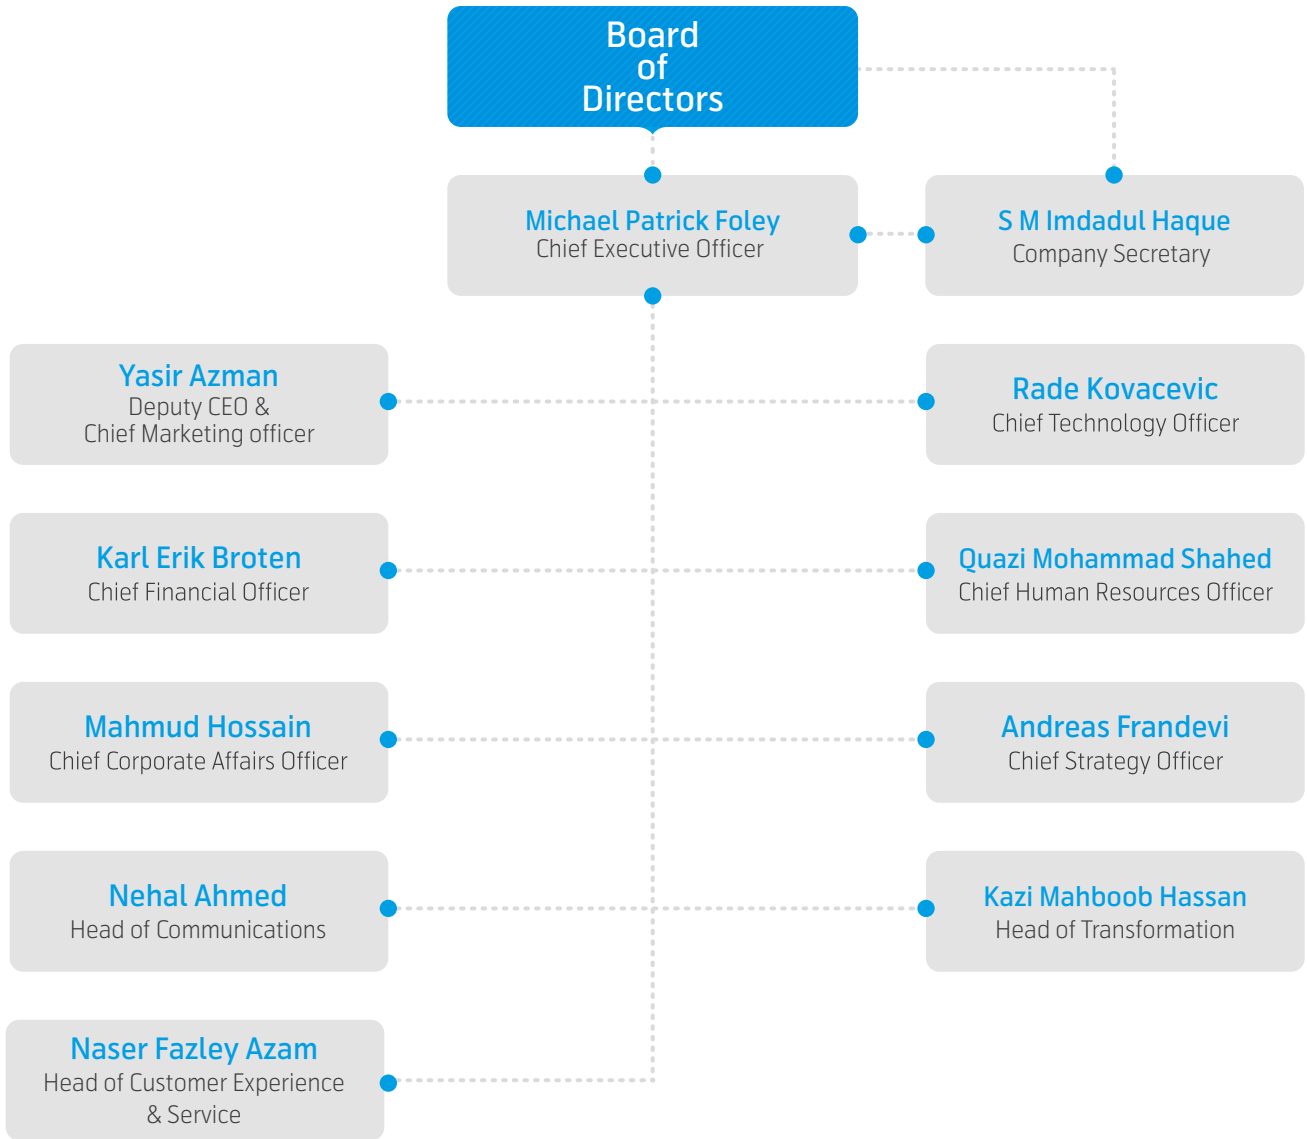 Board
of
Directors
Michael Patrick Foley
Chief Executive Officer
S M Imdadul Haque
Company Secretary
Yasir Azman
Deputy CEO &
Chief Marketing officer
Rade Kovacevic
Chief Technology Officer
Karl Erik Broten
Chief Financial Officer
Quazi Mohammad Shahed
Chief Human Resources Officer
Mahmud Hossain
Chief Corporate Affairs Officer
Andreas Frandevi
Chief Strategy Officer
Nehal Ahmed
Head of Communications
Kazi Mahboob Hassan
Head of Transformation
Naser Fazley Azam
Head of Customer Experience
& Service